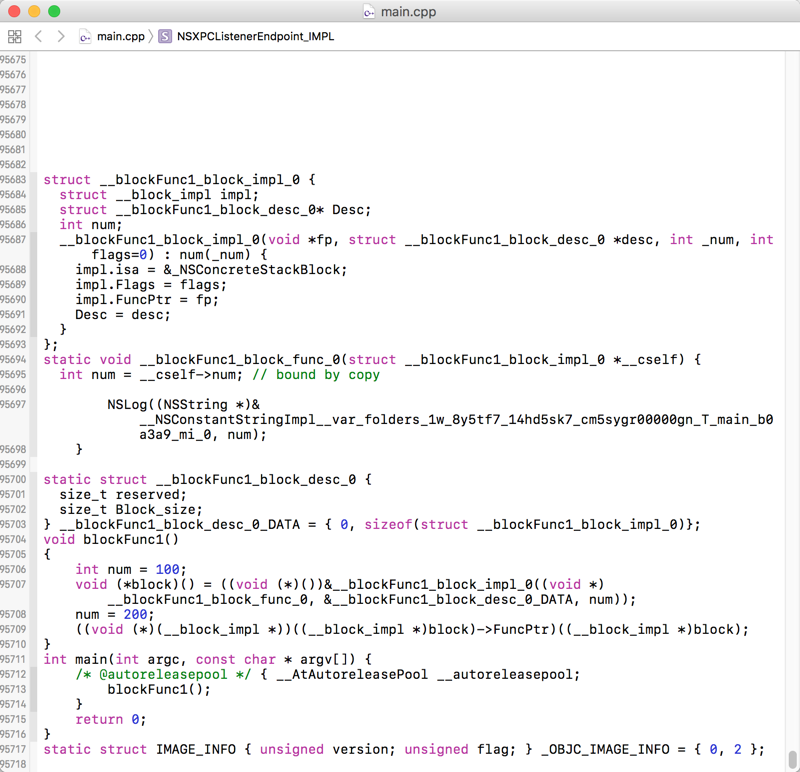 main.cpp
main.cpp 〉 S NSXPCListenerEndpoint_IMPL
95675
95676
95677
95678
95679
95680
95681
95682
95683 struct __blockFunc1_block_impl_0 {
95684   struct __block_impl impl;
95685   struct __blockFunc1_block_desc_0* Desc;
95686   int num;
95687   __blockFunc1_block_impl_0(void *fp, struct __blockFunc1_block_desc_0 *desc, int _num, int
flags=0) : num(_num) {
95688     impl.isa = &_NSConcreteStackBlock;
95689     impl.Flags = flags;
95690     impl.FuncPtr = fp;
95691     Desc = desc;
95692   }
95693 };
95694 static void __blockFunc1_block_func_0(struct __blockFunc1_block_impl_0 *__cself) {
95695   int num = __cself->num; // bound by copy
95696
95697         NSLog((NSString *)&
__NSConstantStringImpl__var_folders_1w_8y5tf7_14hd5sk7_cm5sygr00000gn_T_main_b0
a3a9_mi_0, num);
95698     }
95699
95700 static struct __blockFunc1_block_desc_0 {
95701   size_t reserved;
95702   size_t Block_size;
95703 } __blockFunc1_block_desc_0_DATA = { 0, sizeof(struct __blockFunc1_block_impl_0)};
95704 void blockFunc1()
95705 {
95706     int num = 100;
95707     void (*block)() = ((void (*)())&__blockFunc1_block_impl_0((void *)
__blockFunc1_block_func_0, &__blockFunc1_block_desc_0_DATA, num));
95708     num = 200;
95709     ((void (*)(__block_impl *))((__block_impl *)block)->FuncPtr)((__block_impl *)block);
95710 }
95711 int main(int argc, const char * argv[]) {
95712     /* @autoreleasepool */ { __AtAutoreleasePool __autoreleasepool;
95713         blockFunc1();
95714     }
95715     return 0;
95716 }
95717 static struct IMAGE_INFO { unsigned version; unsigned flag; } _OBJC_IMAGE_INFO = { 0, 2 };
95718